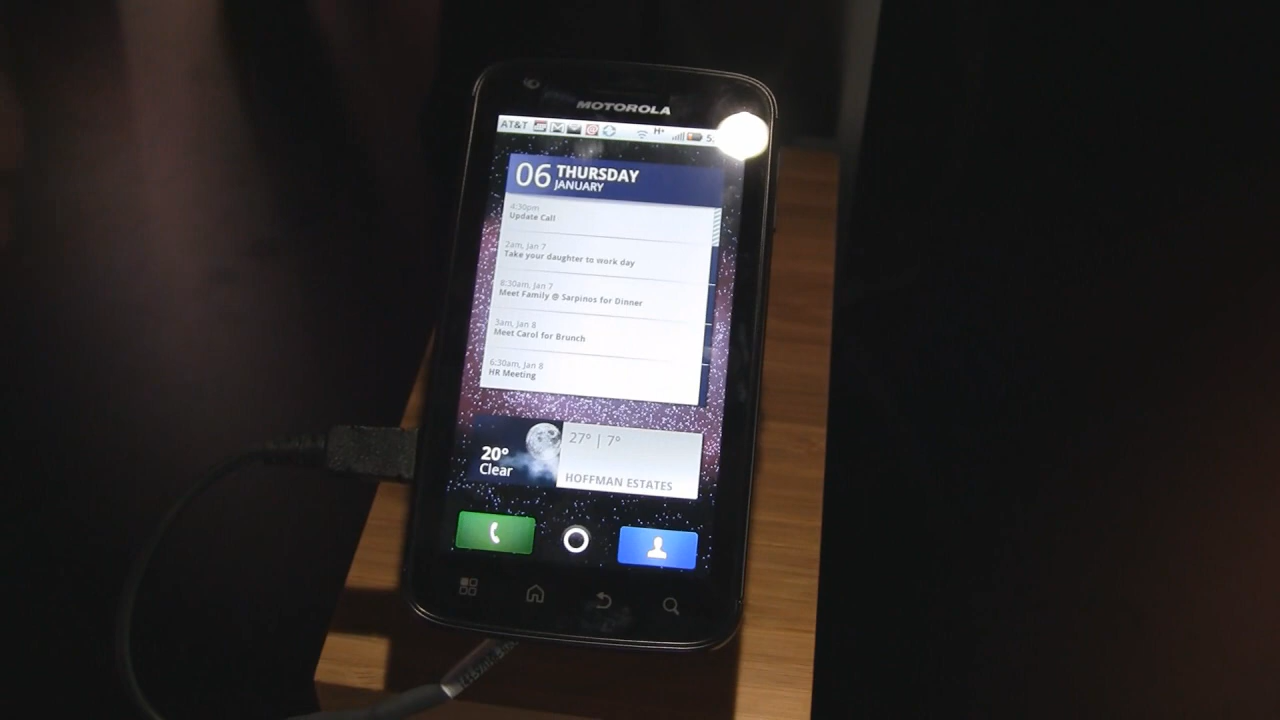 MOTOROLA
AT&T H+ 5
06 THURSDAY
JANUARY
4:30pm
Update Call
2am, Jan 7
Take your daughter to work day
8:30am, Jan 7
Meet Family @ Sarpinos for Dinner
3am, Jan 8
Meet Carol for Brunch
6:30am, Jan 8
HR Meeting
20°
Clear
27° | 7°
HOFFMAN ESTATES